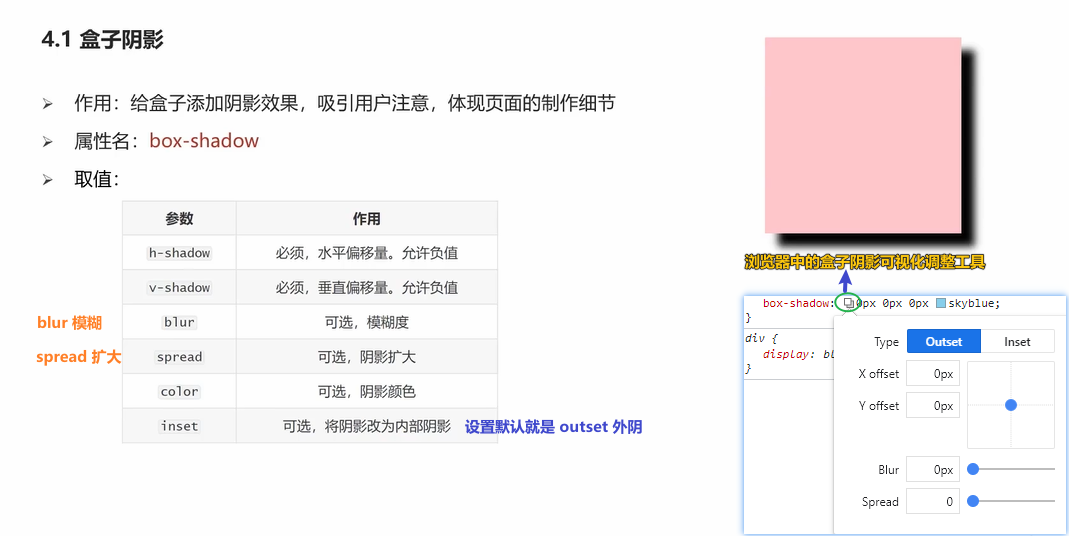 4.1 盒子阴影
作用：给盒子添加阴影效果，吸引用户注意，体现页面的制作细节
属性名：box-shadow
取值：
参数 作用
h-shadow 必须，水平偏移量。允许负值
v-shadow 必须，垂直偏移量。允许负值
blur 模糊 blur 可选，模糊度
spread 扩大 spread 可选，阴影扩大
color 可选，阴影颜色
inset 可选，将阴影改为内部阴影 设置默认就是 outset 外阴
浏览器中的盒子阴影可视化调整工具
box-shadow: 0px 0px 0px skyblue;
}
div {
display: bl
}
Type Outset Inset
X offset 0px
Y offset 0px
Blur 0px
Spread 0